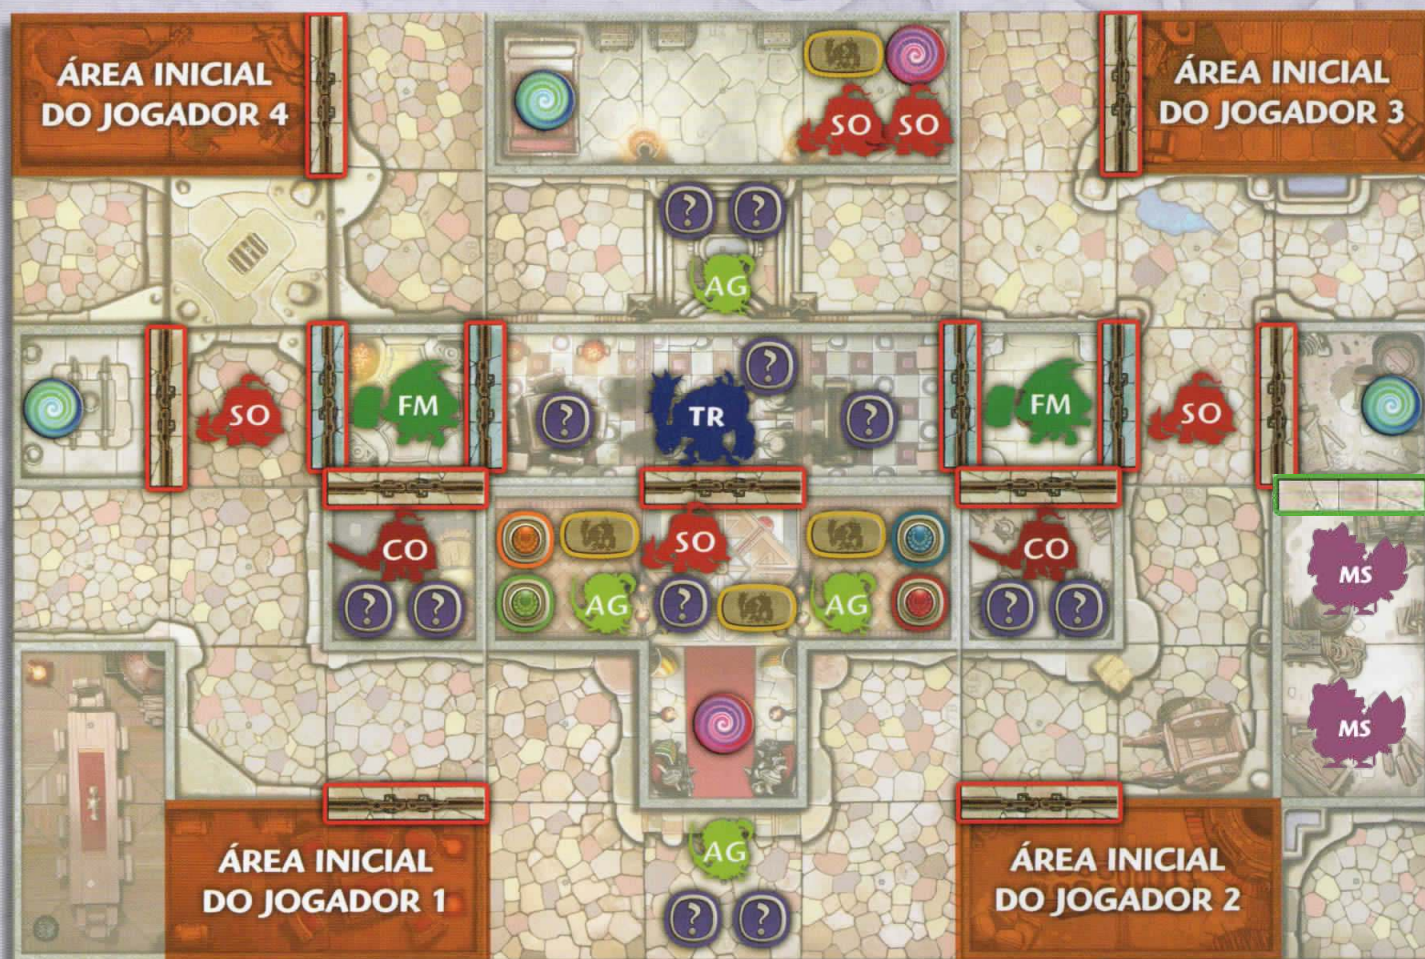 ÁREA INICIAL
DO JOGADOR 4
ÁREA INICIAL
DO JOGADOR 3
SO SO
? ?
AG
?
SO FM ? TR ? FM SO
CO SO CO
MS
? ? AG ? AG ? ?
MS
AG
ÁREA INICIAL
DO JOGADOR 1
ÁREA INICIAL
DO JOGADOR 2
? ?